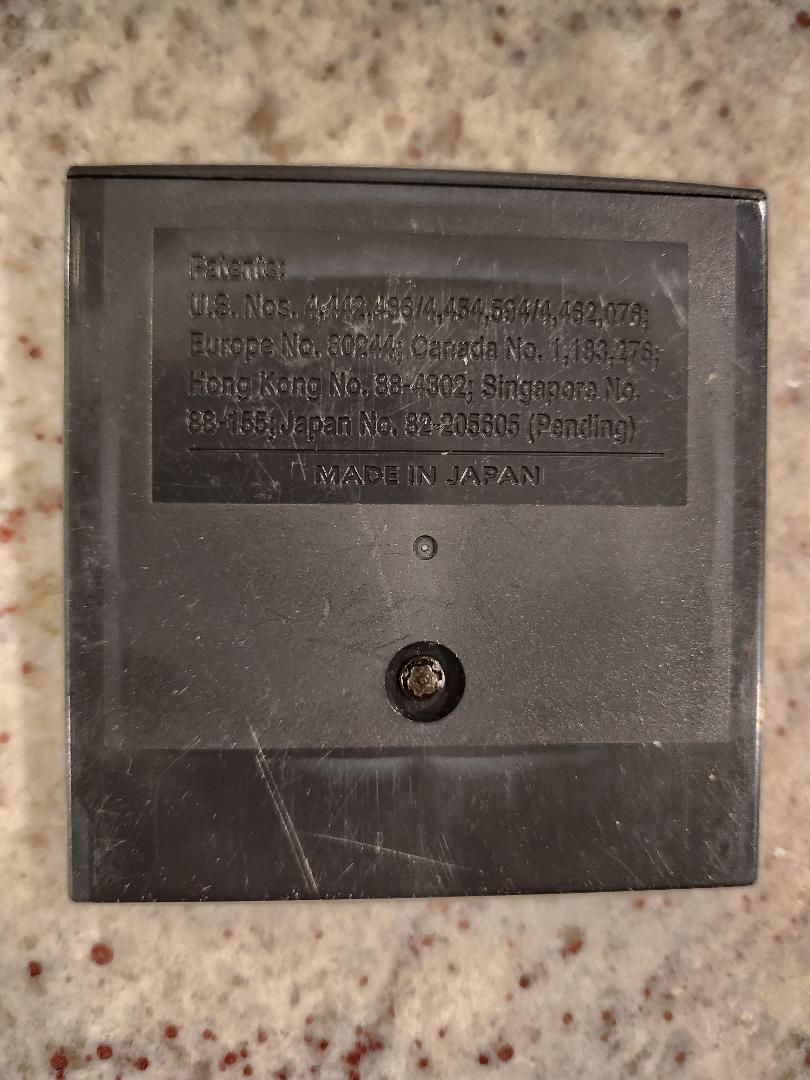 Patents:
U.S. Nos. 4,442,486/4,454,594/4,462,076;
Europe No. 80244; Canada No. 1,183,276;
Hong Kong No. 88-4302; Singapore No.
88-155; Japan No. 82-205605 (Pending)
MADE IN JAPAN